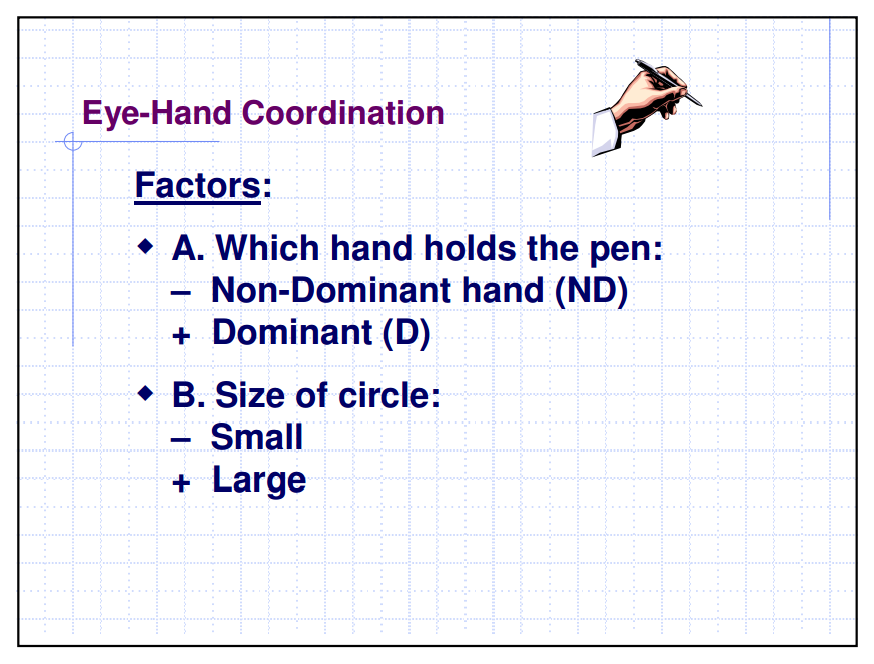 Eye-Hand Coordination
Factors:
◆ A. Which hand holds the pen:
– Non-Dominant hand (ND)
+ Dominant (D)
◆ B. Size of circle:
– Small
+ Large